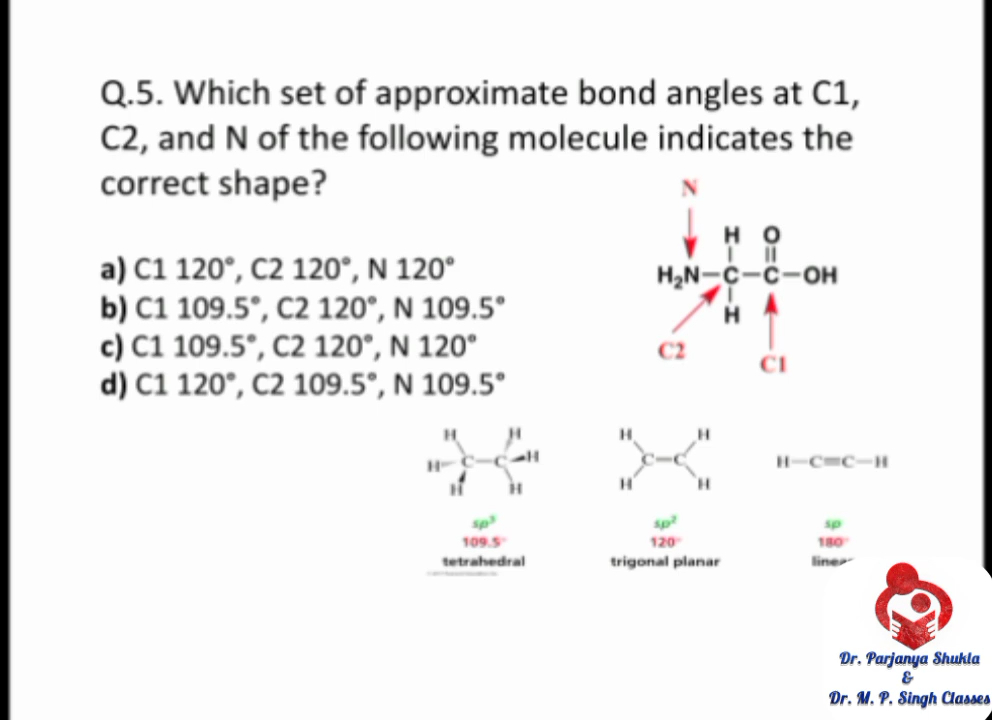 Q.5. Which set of approximate bond angles at C1,
C2, and N of the following molecule indicates the
correct shape?
a) C1 120°, C2 120°, N 120°
b) C1 109.5°, C2 120°, N 109.5°
c) C1 109.5°, C2 120°, N 120°
d) C1 120°, C2 109.5°, N 109.5°
N
H O
H₂N–C–C–OH
H
C2
C1
H H
H C–C H
H H
sp³
109.5°
tetrahedral
H H
C–C
H H
sp²
120°
trigonal planar
H–C≡C–H
sp
180°
Dr. Parjanya Shukla
&
Dr. M. P. Singh Classes